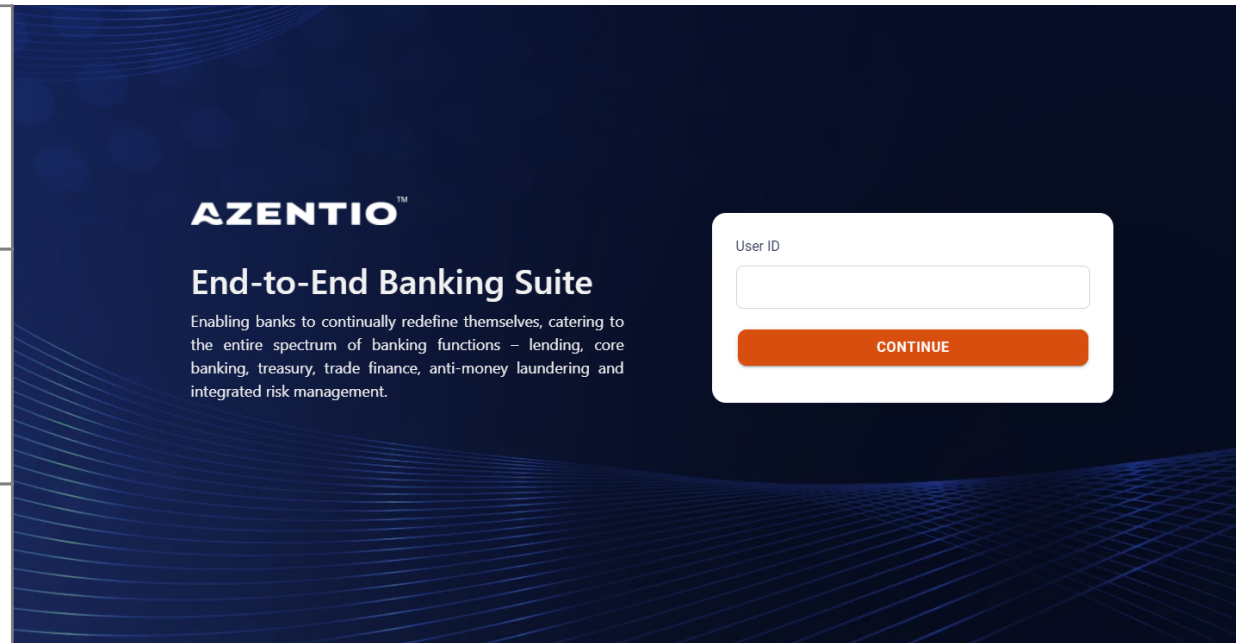 AZENTIO™
End-to-End Banking Suite
Enabling banks to continually redefine themselves, catering to
the entire spectrum of banking functions – lending, core
banking, treasury, trade finance, anti-money laundering and
integrated risk management.
User ID
CONTINUE